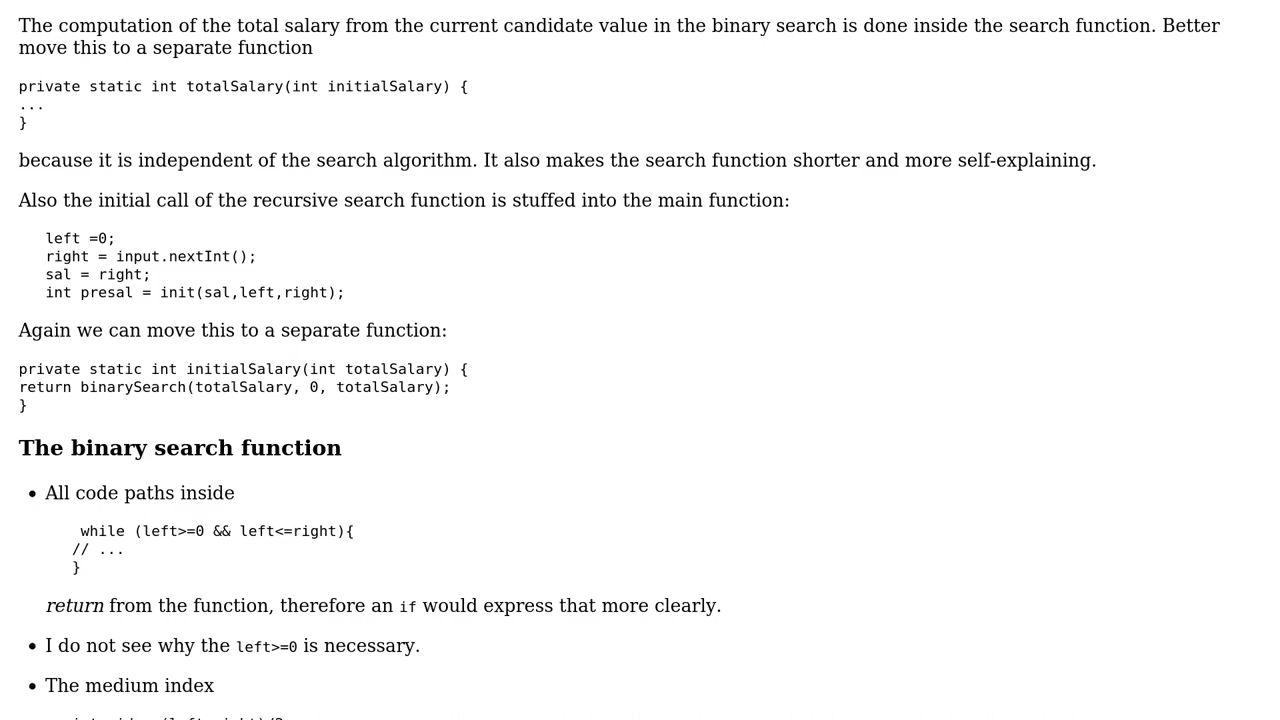 The computation of the total salary from the current candidate value in the binary search is done inside the search function. Better
move this to a separate function
private static int totalSalary(int initialSalary) {
...
}
because it is independent of the search algorithm. It also makes the search function shorter and more self-explaining.
Also the initial call of the recursive search function is stuffed into the main function:
left =0;
right = input.nextInt();
sal = right;
int presal = init(sal,left,right);
Again we can move this to a separate function:
private static int initialSalary(int totalSalary) {
return binarySearch(totalSalary, 0, totalSalary);
}
The binary search function
• All code paths inside
while (left>=0 && left<=right){
// ...
}
return from the function, therefore an if would express that more clearly.
• I do not see why the left>=0 is necessary.
• The medium index